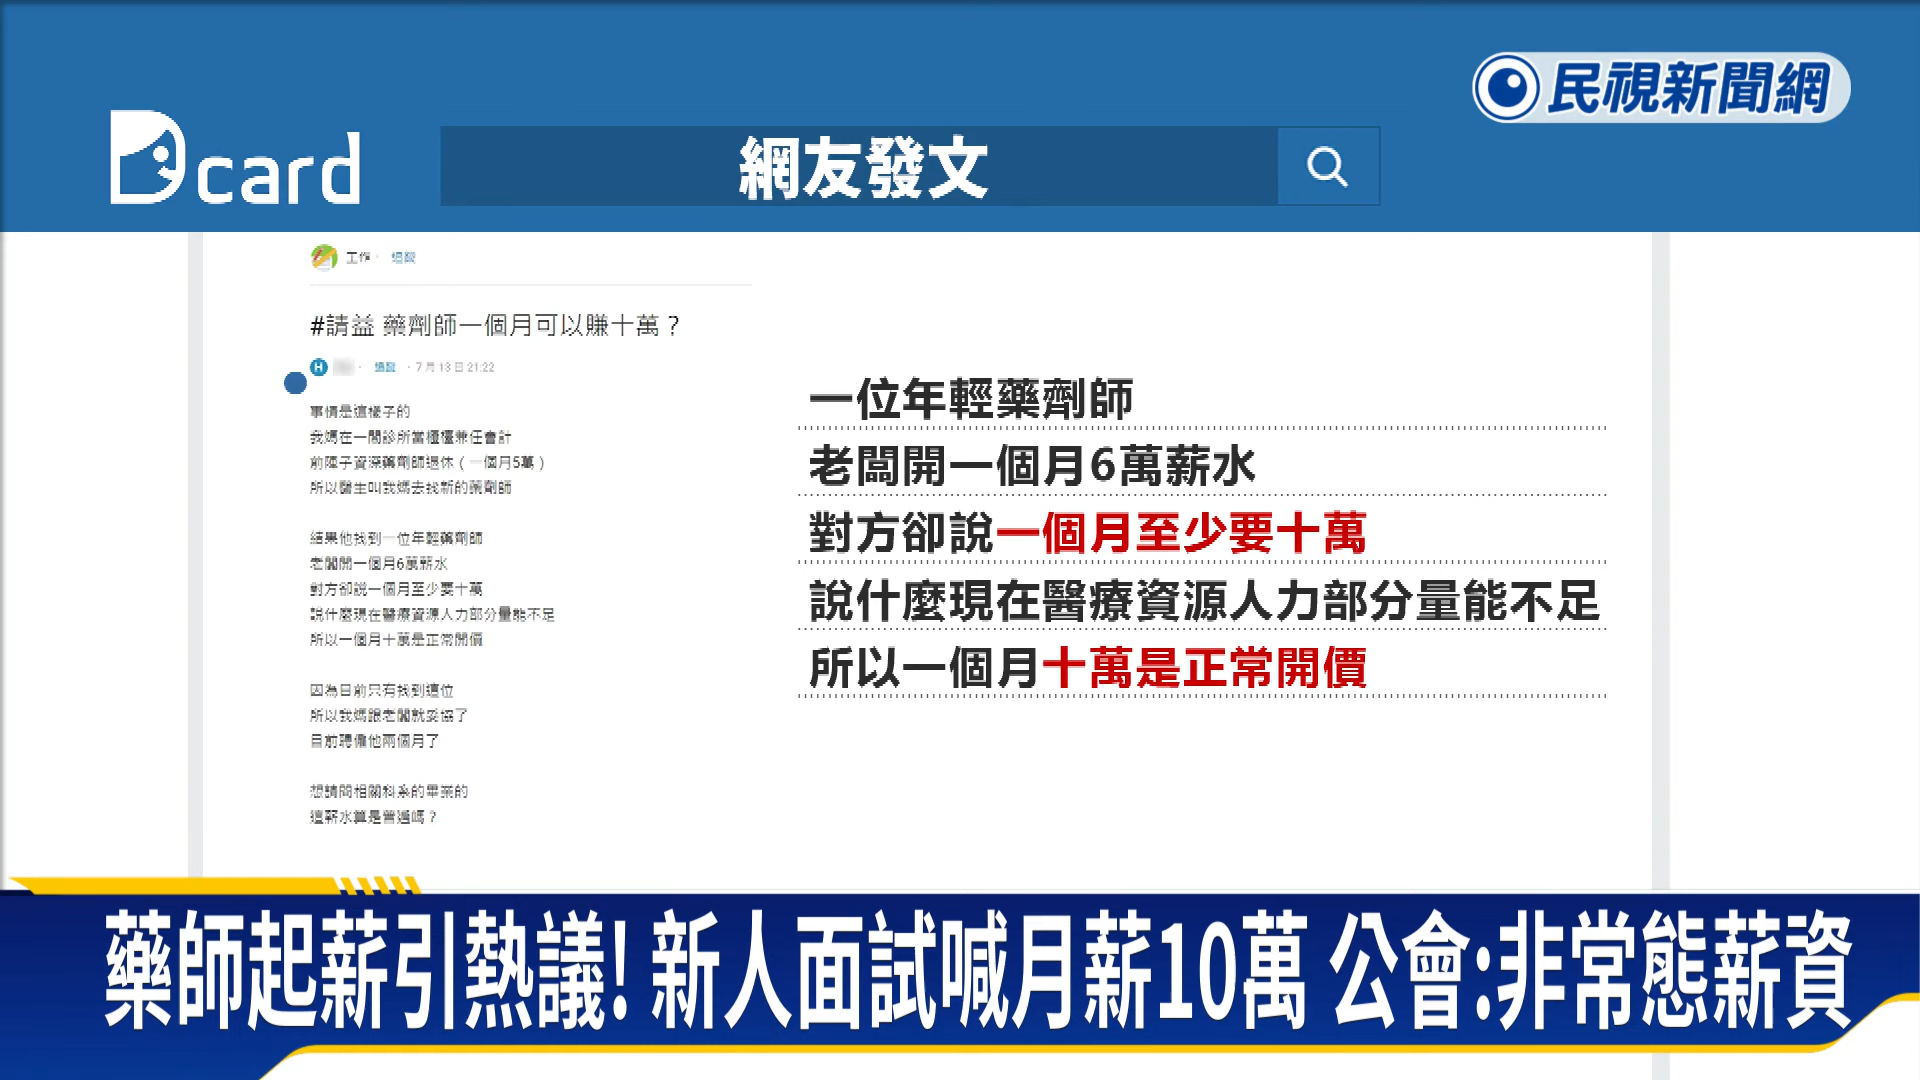 民視新聞網
Dcard
網友發文
工作· 追蹤
#請益 藥劑師一個月可以賺十萬？
H · 追蹤 · 7月13日 21:22
事情是這樣子的
我媽在一間診所當櫃檯兼任會計
前陣子資深藥劑師退休（一個月5萬）
所以醫生叫我媽去找新的藥劑師
結果他找到一位年輕藥劑師
老闆開一個月6萬薪水
對方卻說一個月至少要十萬
說什麼現在醫療資源人力部分量能不足
所以一個月十萬是正常開價
因為目前只有找到這位
所以我媽跟老闆就妥協了
目前聘僱他兩個月了
想請問相關科系的畢業的
這薪水算是普遍嗎？
一位年輕藥劑師
老闆開一個月6萬薪水
對方卻說一個月至少要十萬
說什麼現在醫療資源人力部分量能不足
所以一個月十萬是正常開價
藥師起薪引熱議! 新人面試喊月薪10萬 公會:非常態薪資